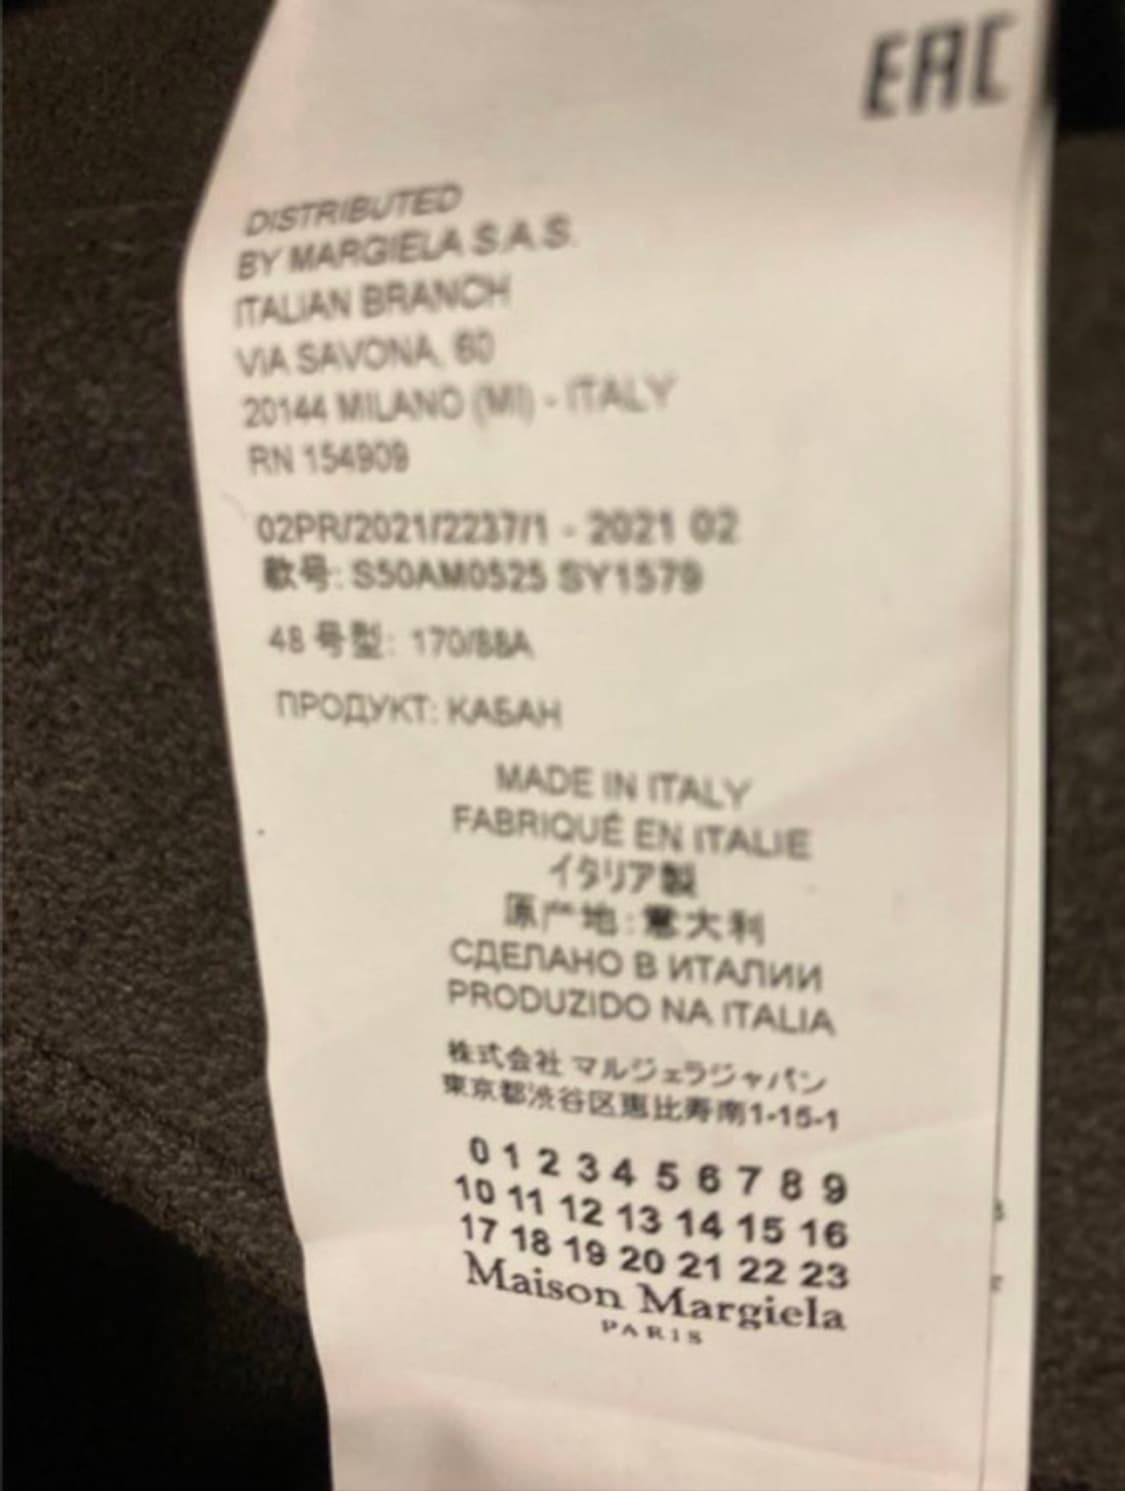 EAC
DISTRIBUTED
BY MARGIELA S.A.S.
ITALIAN BRANCH
VIA SAVONA, 60
20144 MILANO (MI) - ITALY
RN 154909
02PR/2021/2237/1 - 2021 02
款号: S50AM0525 SY1579
48 号型: 170/88A
ПРОДУКТ: КАБАН
MADE IN ITALY
FABRIQUÉ EN ITALIE
イタリア製
原产地:意大利
СДЕЛАНО В ИТАЛИИ
PRODUZIDO NA ITALIA
株式会社 マルジェラジャパン
東京都渋谷区恵比寿南1-15-1
0 1 2 3 4 5 6 7 8 9
10 11 12 13 14 15 16
17 18 19 20 21 22 23
Maison Margiela
PARIS